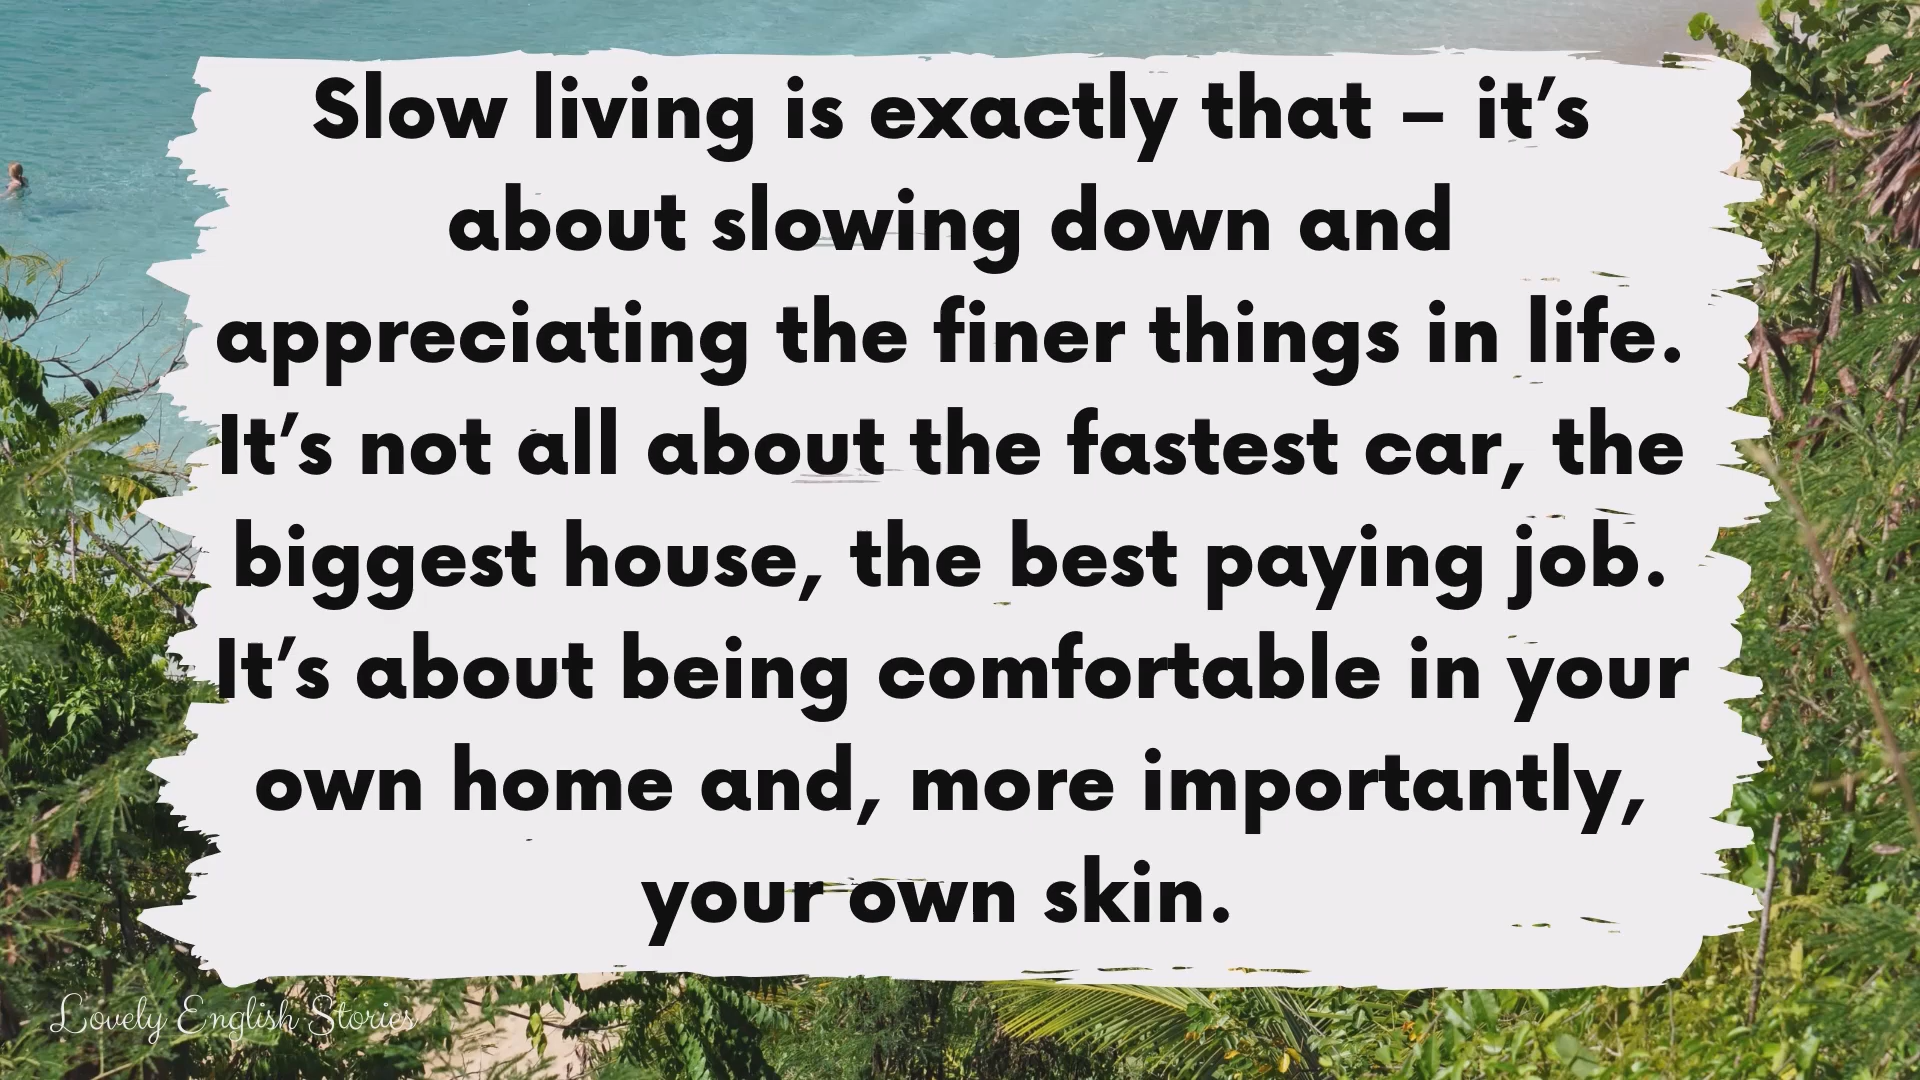 Slow living is exactly that – it’s
about slowing down and
appreciating the finer things in life.
It’s not all about the fastest car, the
biggest house, the best paying job.
It’s about being comfortable in your
own home and, more importantly,
your own skin.
Lovely English Stories